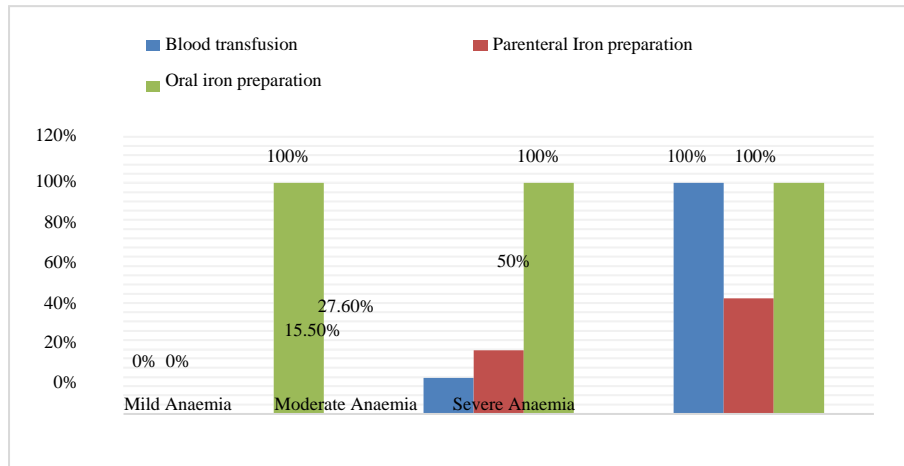 Blood transfusion Parenteral Iron preparation
Oral iron preparation
120%
100% 100% 100% 100%
100%
80%
60% 50%
40% 27.60%
15.50%
20%
0% 0%
0%
Mild Anaemia Moderate Anaemia Severe Anaemia